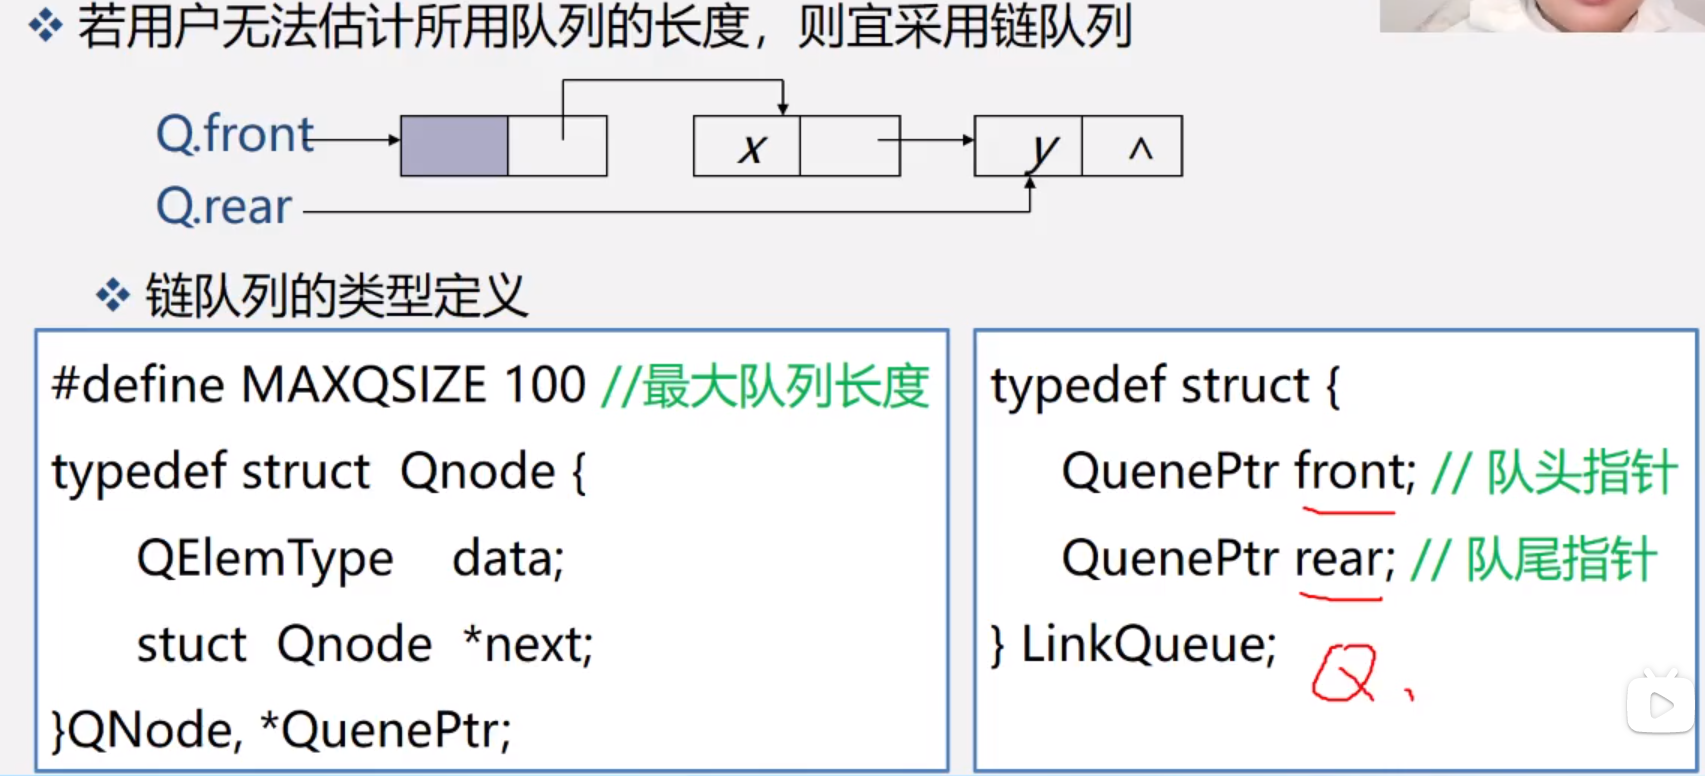 ❖ 若用户无法估计所用队列的长度，则宜采用链队列
Q.front
x
y ^
Q.rear
❖ 链队列的类型定义
#define MAXQSIZE 100 //最大队列长度
typedef struct Qnode {
QElemType data;
stuct Qnode *next;
}QNode, *QuenePtr;
typedef struct {
QuenePtr front; // 队头指针
QuenePtr rear; // 队尾指针
} LinkQueue;
Q、